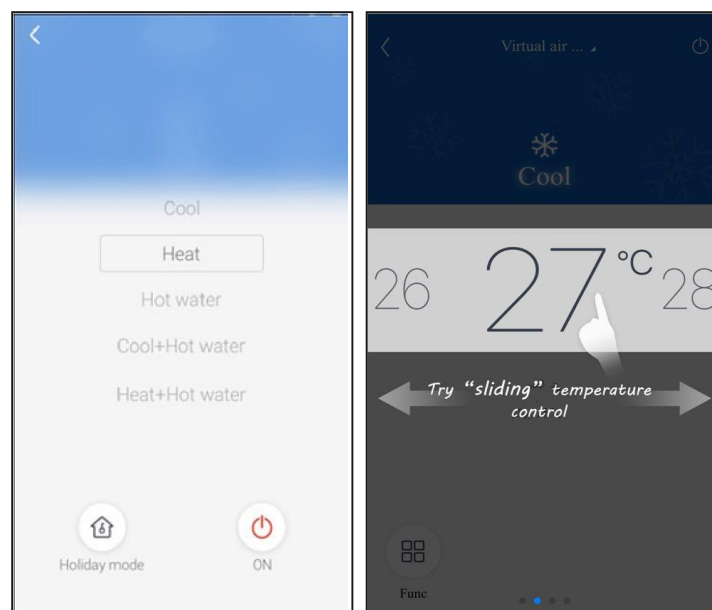 Cool
Heat
Hot water
Cool+Hot water
Heat+Hot water
Holiday mode
ON
Virtual air ...
Cool
26
27 °C
28
Try “sliding” temperature
control
Func